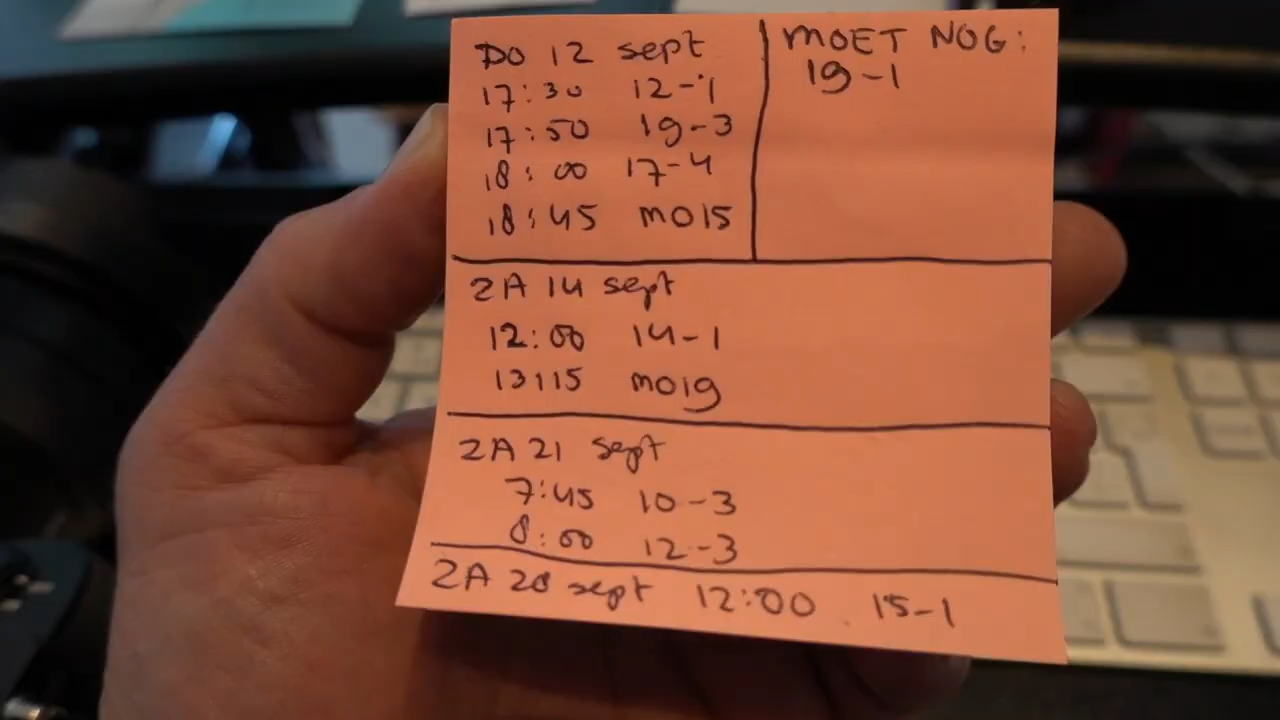 DO 12 sept
17:30 12-1
17:50 19-3
18:00 17-4
18:45 MO15
MOET NOG:
19-1
ZA 14 sept
12:00 14-1
13:15 MO19
ZA 21 sept
7:45 10-3
8:00 12-3
ZA 28 sept 12:00 15-1